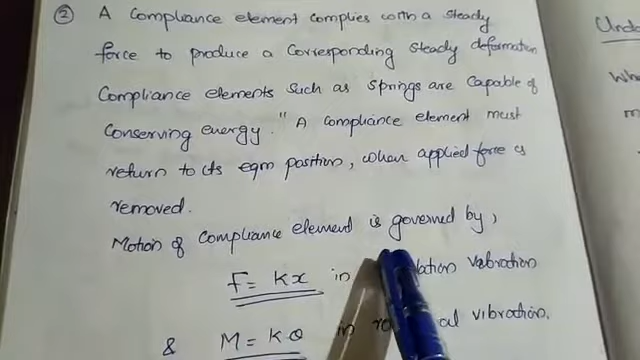 ② A compliance element complies with a steady
force to produce a corresponding steady deformation
Compliance elements such as springs are capable of
conserving energy. " A compliance element must
return to its eqm position, when applied force is
removed.
Motion of compliance element is governed by,
F = Kx in vibration
& M = Kθ in vibration.
Unda
Whe
m